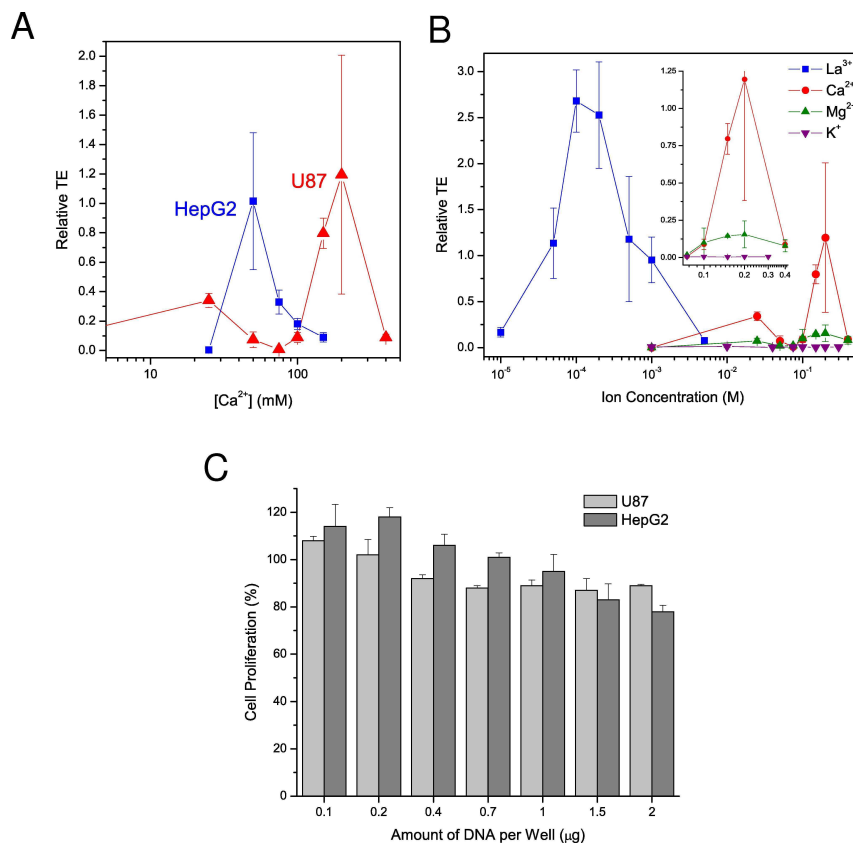 A
2.0
1.8
1.6
1.4
1.2
1.0
0.8
0.6
0.4
0.2
0.0
Relative TE
HepG2
U87
10
100
[Ca²⁺] (mM)
B
3.0
2.5
2.0
1.5
1.0
0.5
0.0
Relative TE
1.25
1.00
0.75
0.50
0.25
0.00
0.1
0.2
0.3
0.4
La³⁺
Ca²⁺
Mg²⁺
K⁺
10⁻⁵
10⁻⁴
10⁻³
10⁻²
10⁻¹
Ion Concentration (M)
C
120
100
80
60
40
20
0
Cell Proliferation (%)
U87
HepG2
0.1
0.2
0.4
0.7
1
1.5
2
Amount of DNA per Well (μg)